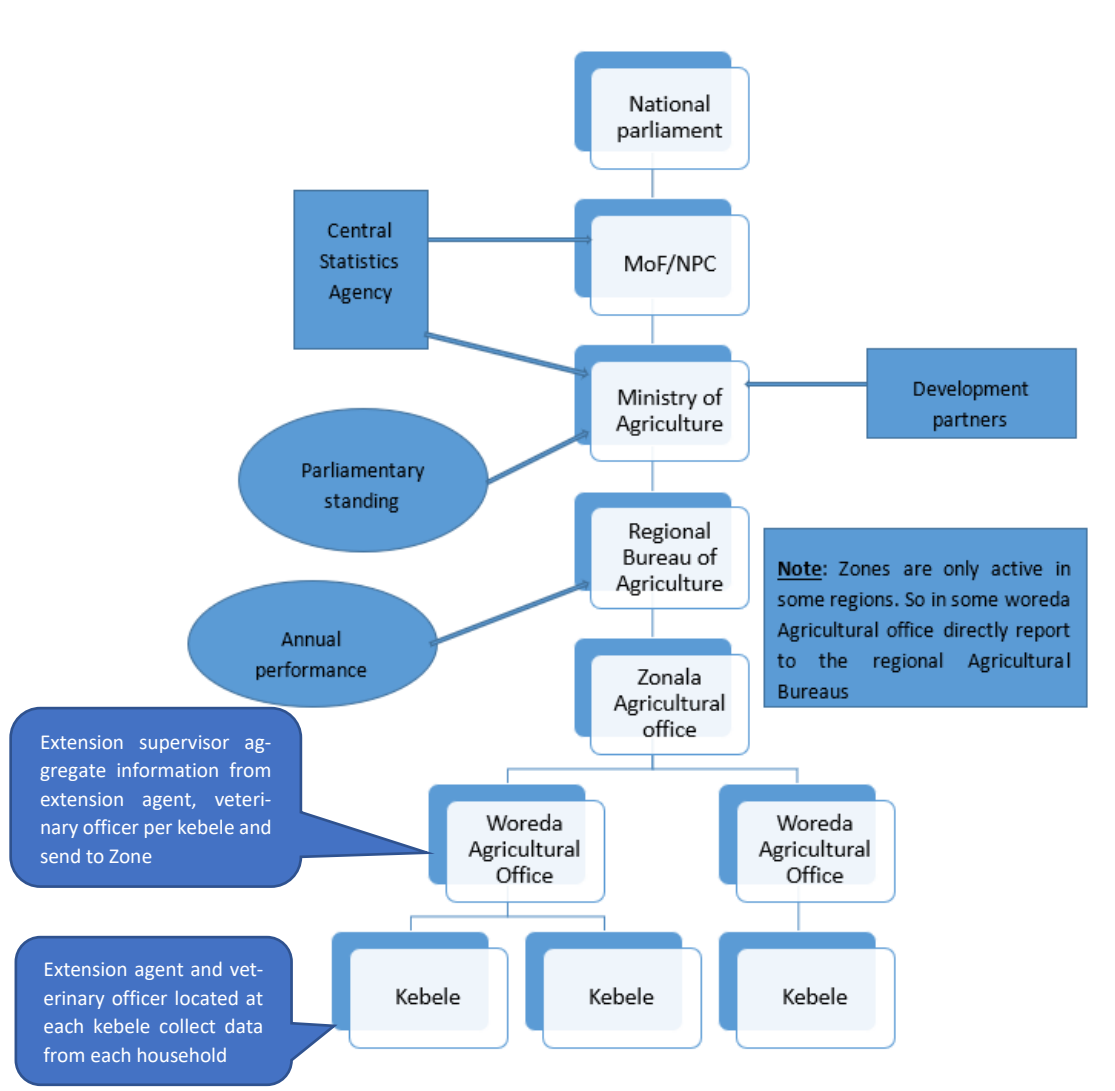 National
parliament
Central
Statistics
Agency
MoF/NPC
Ministry of
Agriculture
Development
partners
Parliamentary
standing
Regional
Bureau of
Agriculture
Note: Zones are only active in
some regions. So in some woreda
Agricultural office directly report
to the regional Agricultural
Bureaus
Annual
performance
Zonala
Agricultural
office
Extension supervisor ag-
gregate information from
extension agent, veteri-
nary officer per kebele and
send to Zone
Woreda
Agricultural
Office
Woreda
Agricultural
Office
Extension agent and vet-
erinary officer located at
each kebele collect data
from each household
Kebele
Kebele
Kebele